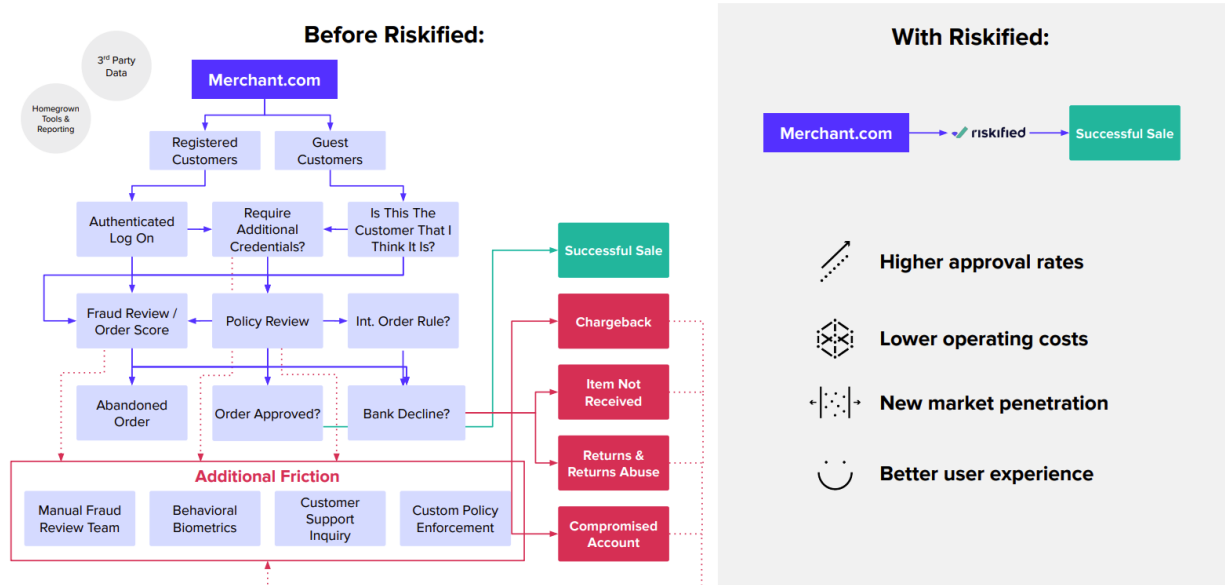 Before Riskified:
3rd Party
Data
Homegrown
Tools &
Reporting
Merchant.com
Registered
Customers
Guest
Customers
Authenticated
Log On
Require
Additional
Credentials?
Is This The
Customer That I
Think It Is?
Fraud Review /
Order Score
Policy Review
Int. Order Rule?
Abandoned
Order
Order Approved?
Bank Decline?
Successful Sale
Chargeback
Item Not
Received
Returns &
Returns Abuse
Compromised
Account
Additional Friction
Manual Fraud
Review Team
Behavioral
Biometrics
Customer
Support
Inquiry
Custom Policy
Enforcement
With Riskified:
Merchant.com
riskified
Successful Sale
Higher approval rates
Lower operating costs
New market penetration
Better user experience